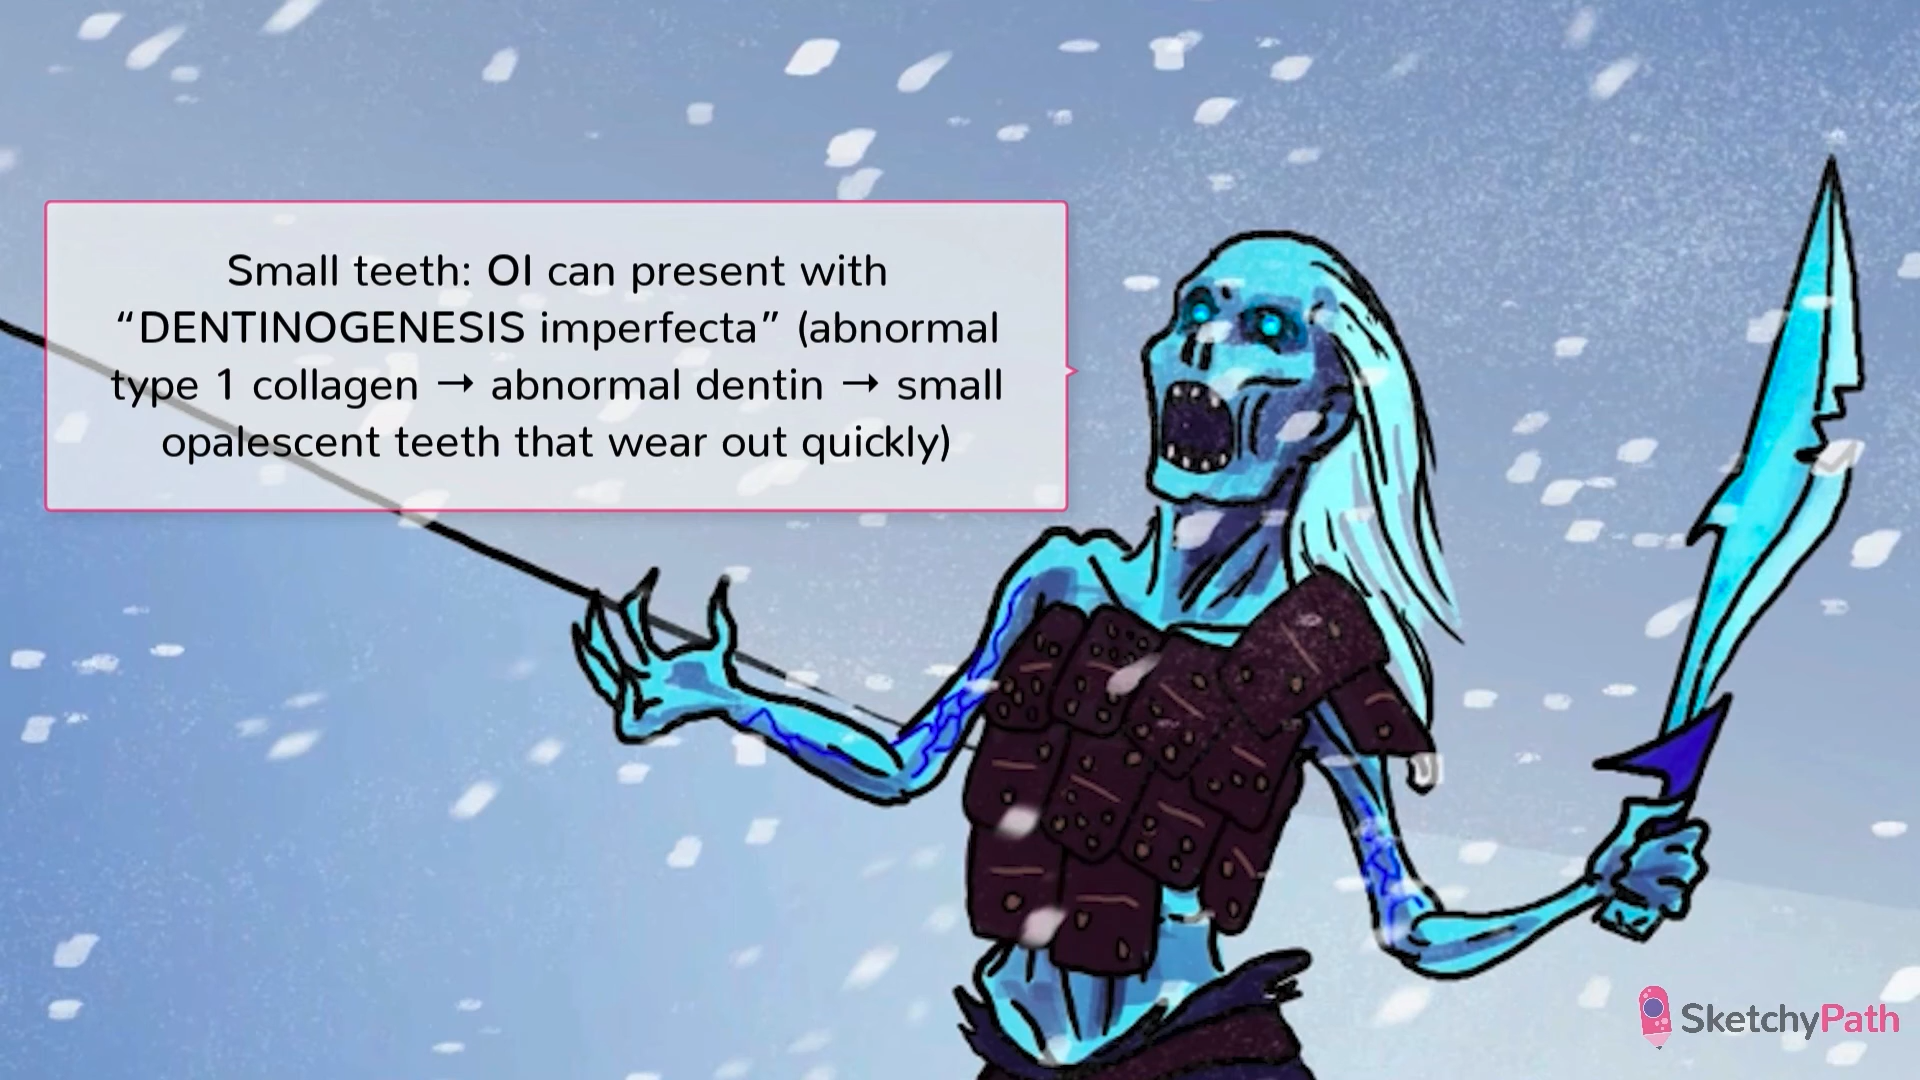 Small teeth: OI can present with
“DENTINOGENESIS imperfecta” (abnormal
type 1 collagen → abnormal dentin → small
opalescent teeth that wear out quickly)
SketchyPath